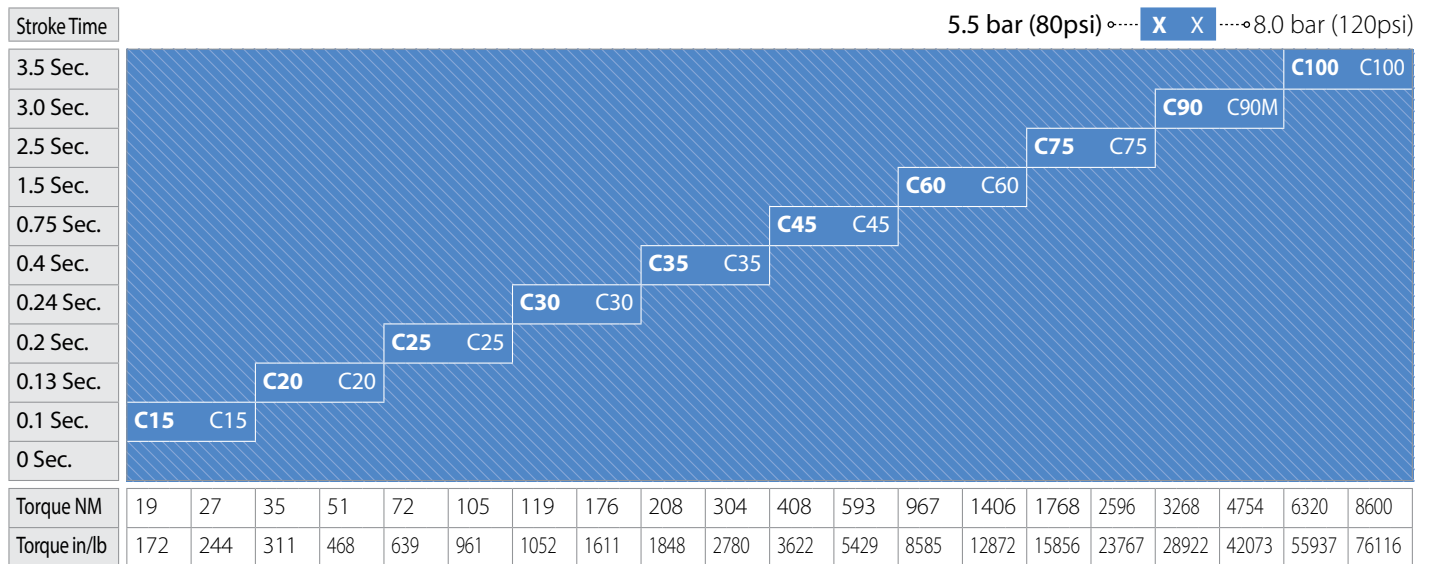 Stroke Time 5.5 bar (80psi) X X 8.0 bar (120psi)
3.5 Sec. C100 C100
3.0 Sec. C90 C90M
2.5 Sec. C75 C75
1.5 Sec. C60 C60
0.75 Sec. C45 C45
0.4 Sec. C35 C35
0.24 Sec. C30 C30
0.2 Sec. C25 C25
0.13 Sec. C20 C20
0.1 Sec. C15 C15
0 Sec.
Torque NM 19 27 35 51 72 105 119 176 208 304 408 593 967 1406 1768 2596 3268 4754 6320 8600
Torque in/lb 172 244 311 468 639 961 1052 1611 1848 2780 3622 5429 8585 12872 15856 23767 28922 42073 55937 76116